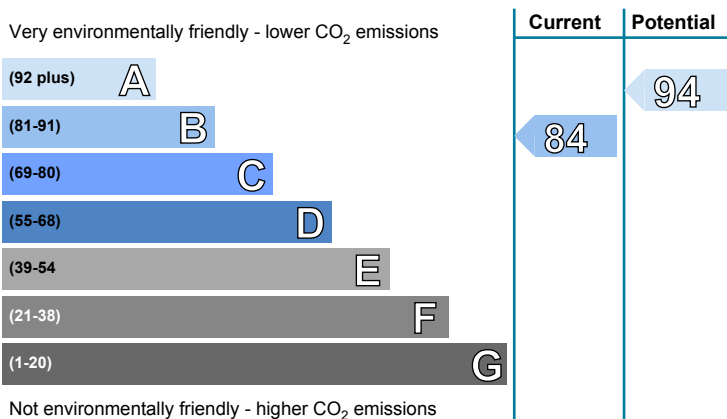 Very environmentally friendly - lower CO2 emissions
Current
Potential
(92 plus) A
(81-91) B
(69-80) C
(55-68) D
(39-54 E
(21-38) F
(1-20) G
84
94
Not environmentally friendly - higher CO2 emissions